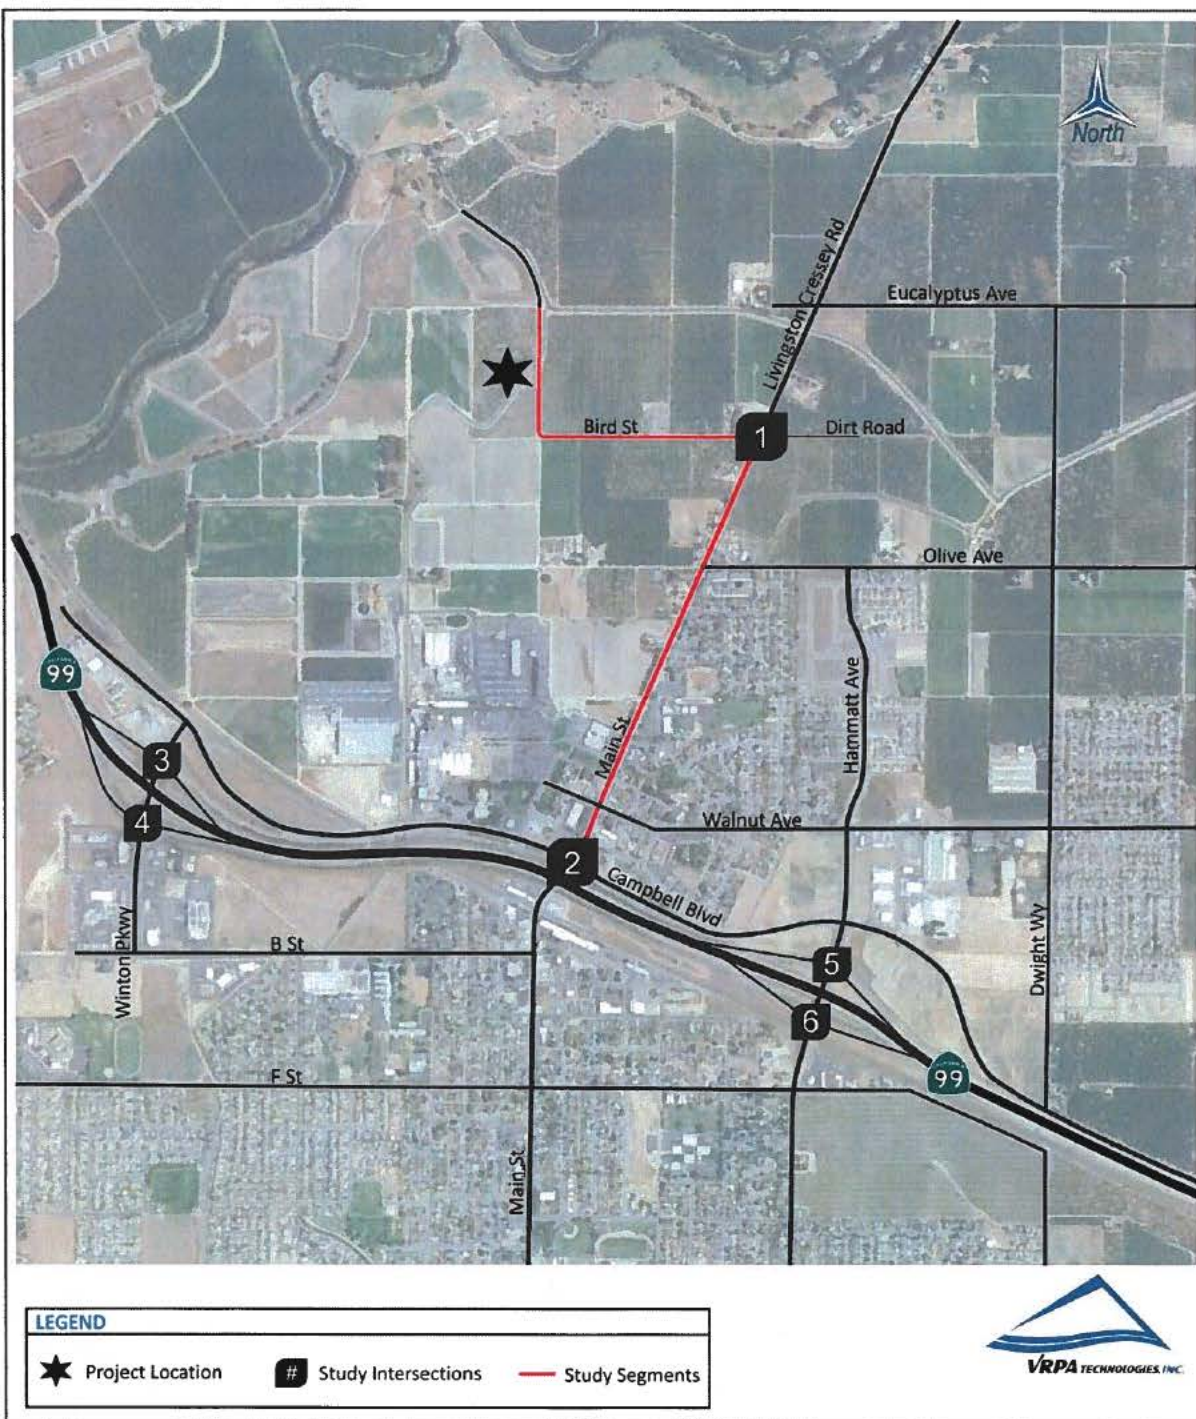 North
Livingston Cressey Rd
Eucalyptus Ave
Bird St
1
Dirt Road
Olive Ave
99
Hammatt Ave
Main St
3
4
Walnut Ave
2
Campbell Blvd
Winton Pkwy
B St
5
Dwight Wy
6
F St
99
Main St
LEGEND
Project Location
# Study Intersections
Study Segments
VRPA TECHNOLOGIES, INC.